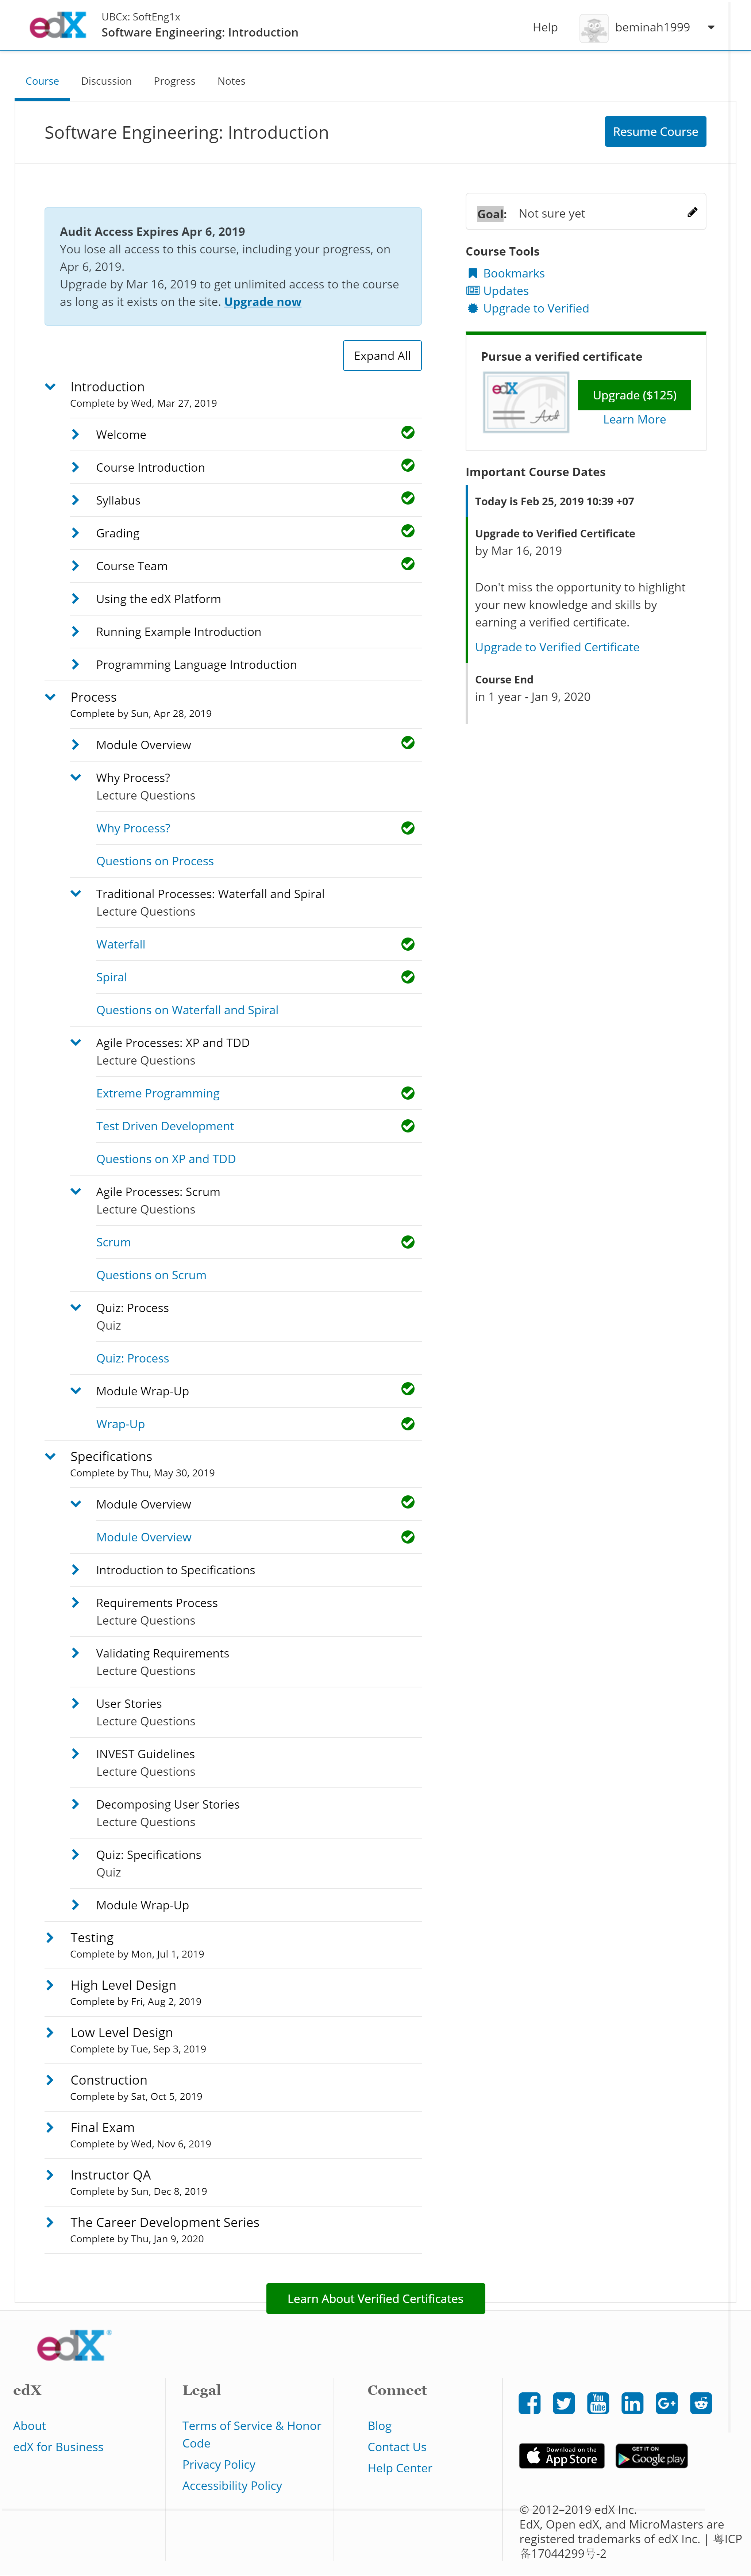 edX
UBCx: SoftEng1x
Software Engineering: Introduction
Help
beminah1999
Course
Discussion
Progress
Notes
Software Engineering: Introduction
Resume Course
Audit Access Expires Apr 6, 2019
You lose all access to this course, including your progress, on
Apr 6, 2019.
Upgrade by Mar 16, 2019 to get unlimited access to the course
as long as it exists on the site. Upgrade now
Expand All
Introduction
Complete by Wed, Mar 27, 2019
Welcome
Course Introduction
Syllabus
Grading
Course Team
Using the edX Platform
Running Example Introduction
Programming Language Introduction
Process
Complete by Sun, Apr 28, 2019
Module Overview
Why Process?
Lecture Questions
Why Process?
Questions on Process
Traditional Processes: Waterfall and Spiral
Lecture Questions
Waterfall
Spiral
Questions on Waterfall and Spiral
Agile Processes: XP and TDD
Lecture Questions
Extreme Programming
Test Driven Development
Questions on XP and TDD
Agile Processes: Scrum
Lecture Questions
Scrum
Questions on Scrum
Quiz: Process
Quiz
Quiz: Process
Module Wrap-Up
Wrap-Up
Specifications
Complete by Thu, May 30, 2019
Module Overview
Module Overview
Introduction to Specifications
Requirements Process
Lecture Questions
Validating Requirements
Lecture Questions
User Stories
Lecture Questions
INVEST Guidelines
Lecture Questions
Decomposing User Stories
Lecture Questions
Quiz: Specifications
Quiz
Module Wrap-Up
Testing
Complete by Mon, Jul 1, 2019
High Level Design
Complete by Fri, Aug 2, 2019
Low Level Design
Complete by Tue, Sep 3, 2019
Construction
Complete by Sat, Oct 5, 2019
Final Exam
Complete by Wed, Nov 6, 2019
Instructor QA
Complete by Sun, Dec 8, 2019
The Career Development Series
Complete by Thu, Jan 9, 2020
Goal: Not sure yet
Course Tools
Bookmarks
Updates
Upgrade to Verified
Pursue a verified certificate
edX
Upgrade ($125)
Learn More
Important Course Dates
Today is Feb 25, 2019 10:39 +07
Upgrade to Verified Certificate
by Mar 16, 2019
Don't miss the opportunity to highlight
your new knowledge and skills by
earning a verified certificate.
Upgrade to Verified Certificate
Course End
in 1 year - Jan 9, 2020
Learn About Verified Certificates
edX
edX
About
edX for Business
Legal
Terms of Service & Honor
Code
Privacy Policy
Accessibility Policy
Connect
Blog
Contact Us
Help Center
You
Tube
in
G+
Download on the
App Store
GET IT ON
Google play
© 2012–2019 edX Inc.
EdX, Open edX, and MicroMasters are
registered trademarks of edX Inc. | 粤ICP
备17044299号-2